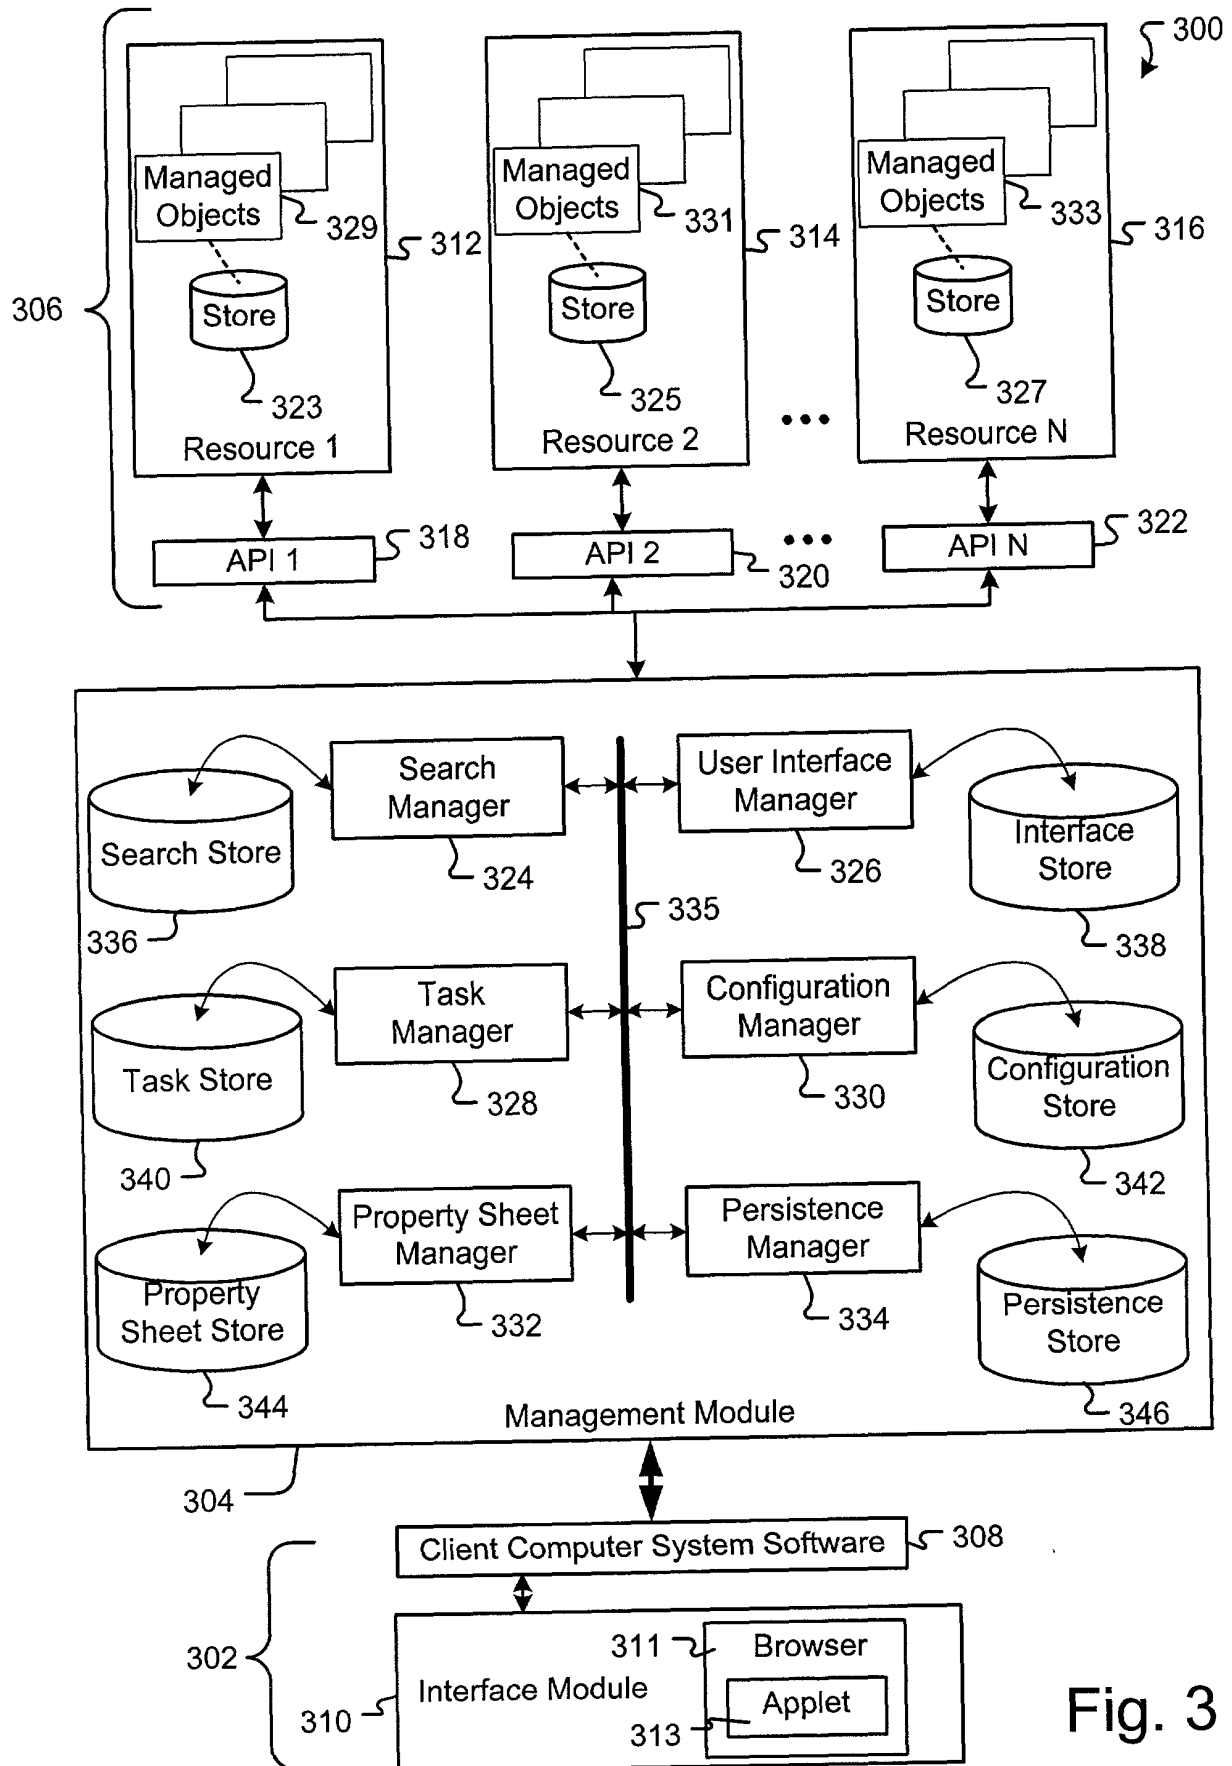 300
Managed
Objects
329
312
Managed
Objects
331
314
Managed
Objects
333
316
306
Store
323
Store
325
Store
327
Resource 1
Resource 2
...
Resource N
API 1
318
API 2
320
...
API N
322
Search
Manager
324
User Interface
Manager
326
Search Store
336
Interface
Store
338
335
Task
Manager
328
Configuration
Manager
330
Task Store
340
Configuration
Store
342
Property Sheet
Manager
332
Persistence
Manager
334
Property
Sheet Store
344
Persistence
Store
346
Management Module
304
Client Computer System Software
308
302
311
Browser
Interface Module
310
Applet
313
Fig. 3